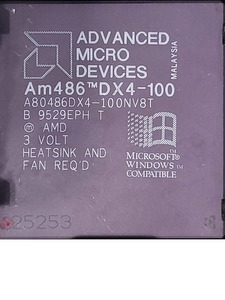 ADVANCED
MICRO
DEVICES
MALAYSIA
Am486™DX4-100
A80486DX4-100NV8T
B 9529EPH T
Ⓜ AMD
3 VOLT
HEATSINK AND
FAN REQ'D
MICROSOFT®
WINDOWS™
COMPATIBLE
25253